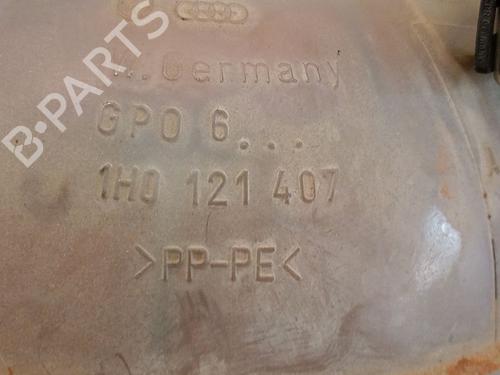 Germany
GPO 6...
1H0 121 407
>PP-PE<
B-PARTS